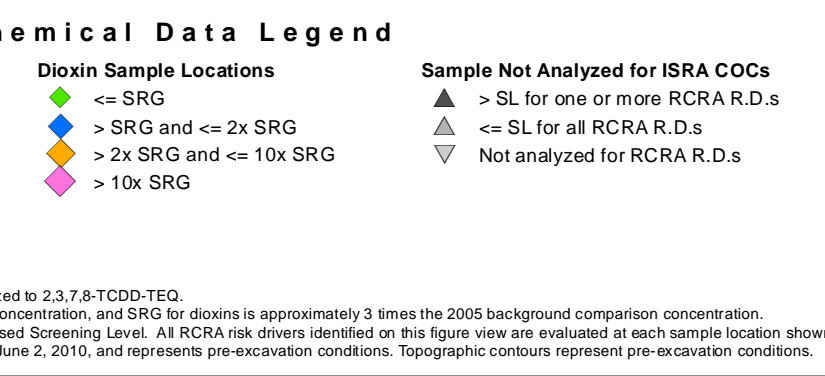 emical Data Legend
Dioxin Sample Locations
<= SRG
> SRG and <= 2x SRG
> 2x SRG and <= 10x SRG
> 10x SRG
Sample Not Analyzed for ISRA COCs
> SL for one or more RCRA R.D.s
<= SL for all RCRA R.D.s
Not analyzed for RCRA R.D.s
zed to 2,3,7,8-TCDD-TEQ.
oncentration, and SRG for dioxins is approximately 3 times the 2005 background comparison concentration.
sed Screening Level. All RCRA risk drivers identified on this figure view are evaluated at each sample location shown
June 2, 2010, and represents pre-excavation conditions. Topographic contours represent pre-excavation conditions.